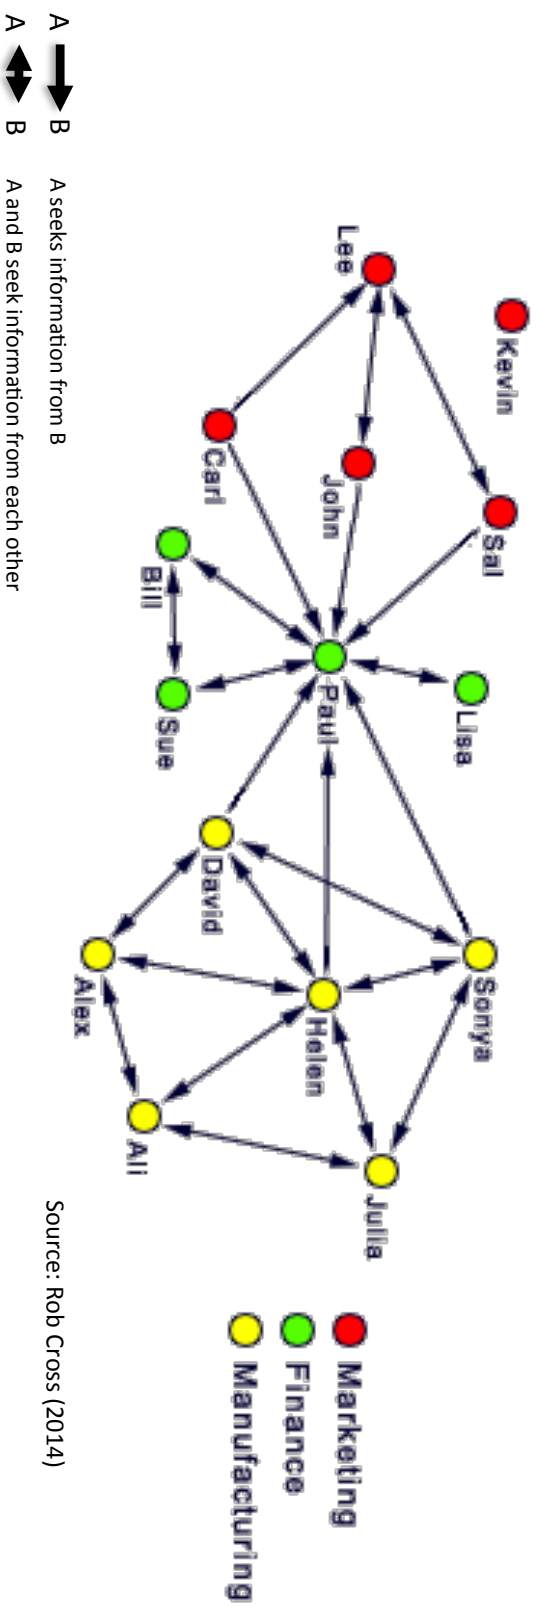 Kevin
Sal
Lisa
Sonya
Lee
John
Paul
Helen
Julia
Carl
Bill
Sue
David
Alex
Ali
Marketing
Finance
Manufacturing
A B A seeks information from B
A B A and B seek information from each other
Source: Rob Cross (2014)